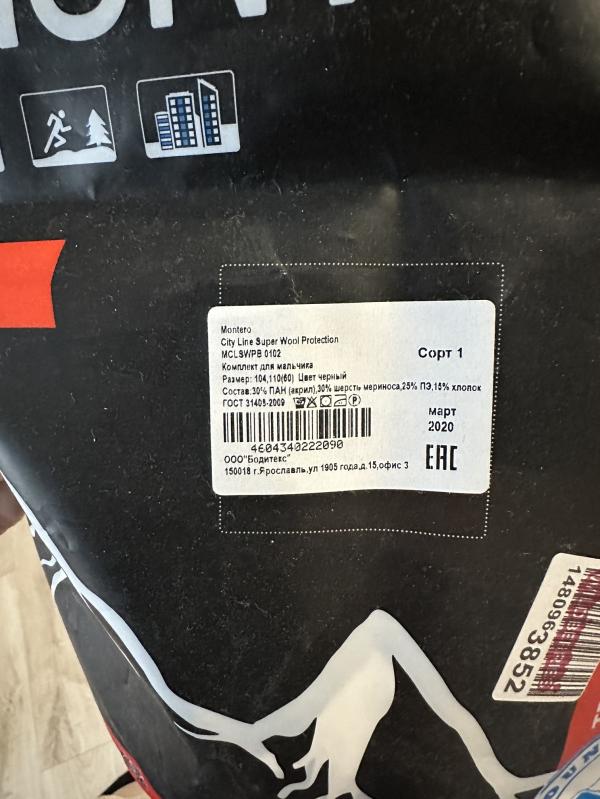 Montero
City Line Super Wool Protection
MCLSWPB 0102
Сорт 1
Комплект для мальчика
Размер: 104,110(60) Цвет черный
Состав:30% ПАН (акрил),30% шерсть мериноса,25% ПЭ,15% хлопок
ГОСТ 31405-2009
март
2020
4604340222090
ООО"Бодитекс"
150018 г.Ярославль,ул 1905 года,д.15,офис 3
ЕАС
1480963852